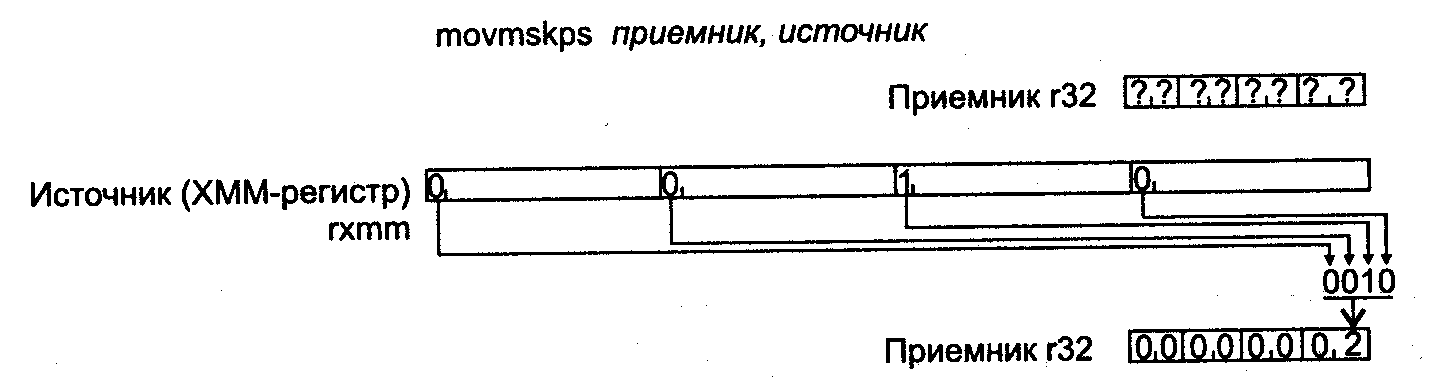 movmskps приемник, источник
Приемник r32 ?,? ?,? ?,? ?,?
Источник (ХММ-регистр) 0, 0, 1, 0,
rxmm
0010
Приемник r32 0,0 0,0 0,0 0,2